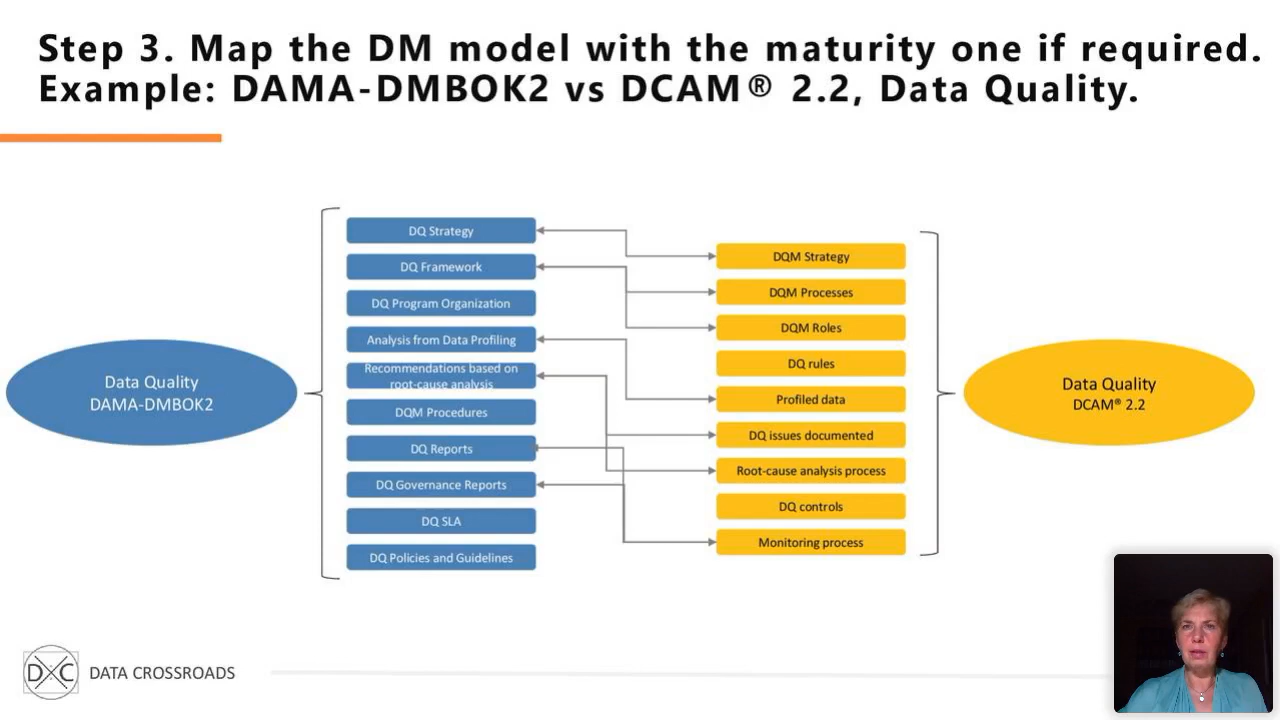 Step 3. Map the DM model with the maturity one if required.
Example: DAMA-DMBOK2 vs DCAM® 2.2, Data Quality.
Data Quality
DAMA-DMBOK2
DQ Strategy
DQ Framework
DQ Program Organization
Analysis from Data Profiling
Recommendations based on
root-cause analysis
DQM Procedures
DQ Reports
DQ Governance Reports
DQ SLA
DQ Policies and Guidelines
DQM Strategy
DQM Processes
DQM Roles
DQ rules
Profiled data
DQ issues documented
Root-cause analysis process
DQ controls
Monitoring process
Data Quality
DCAM® 2.2
DXC
DATA CROSSROADS